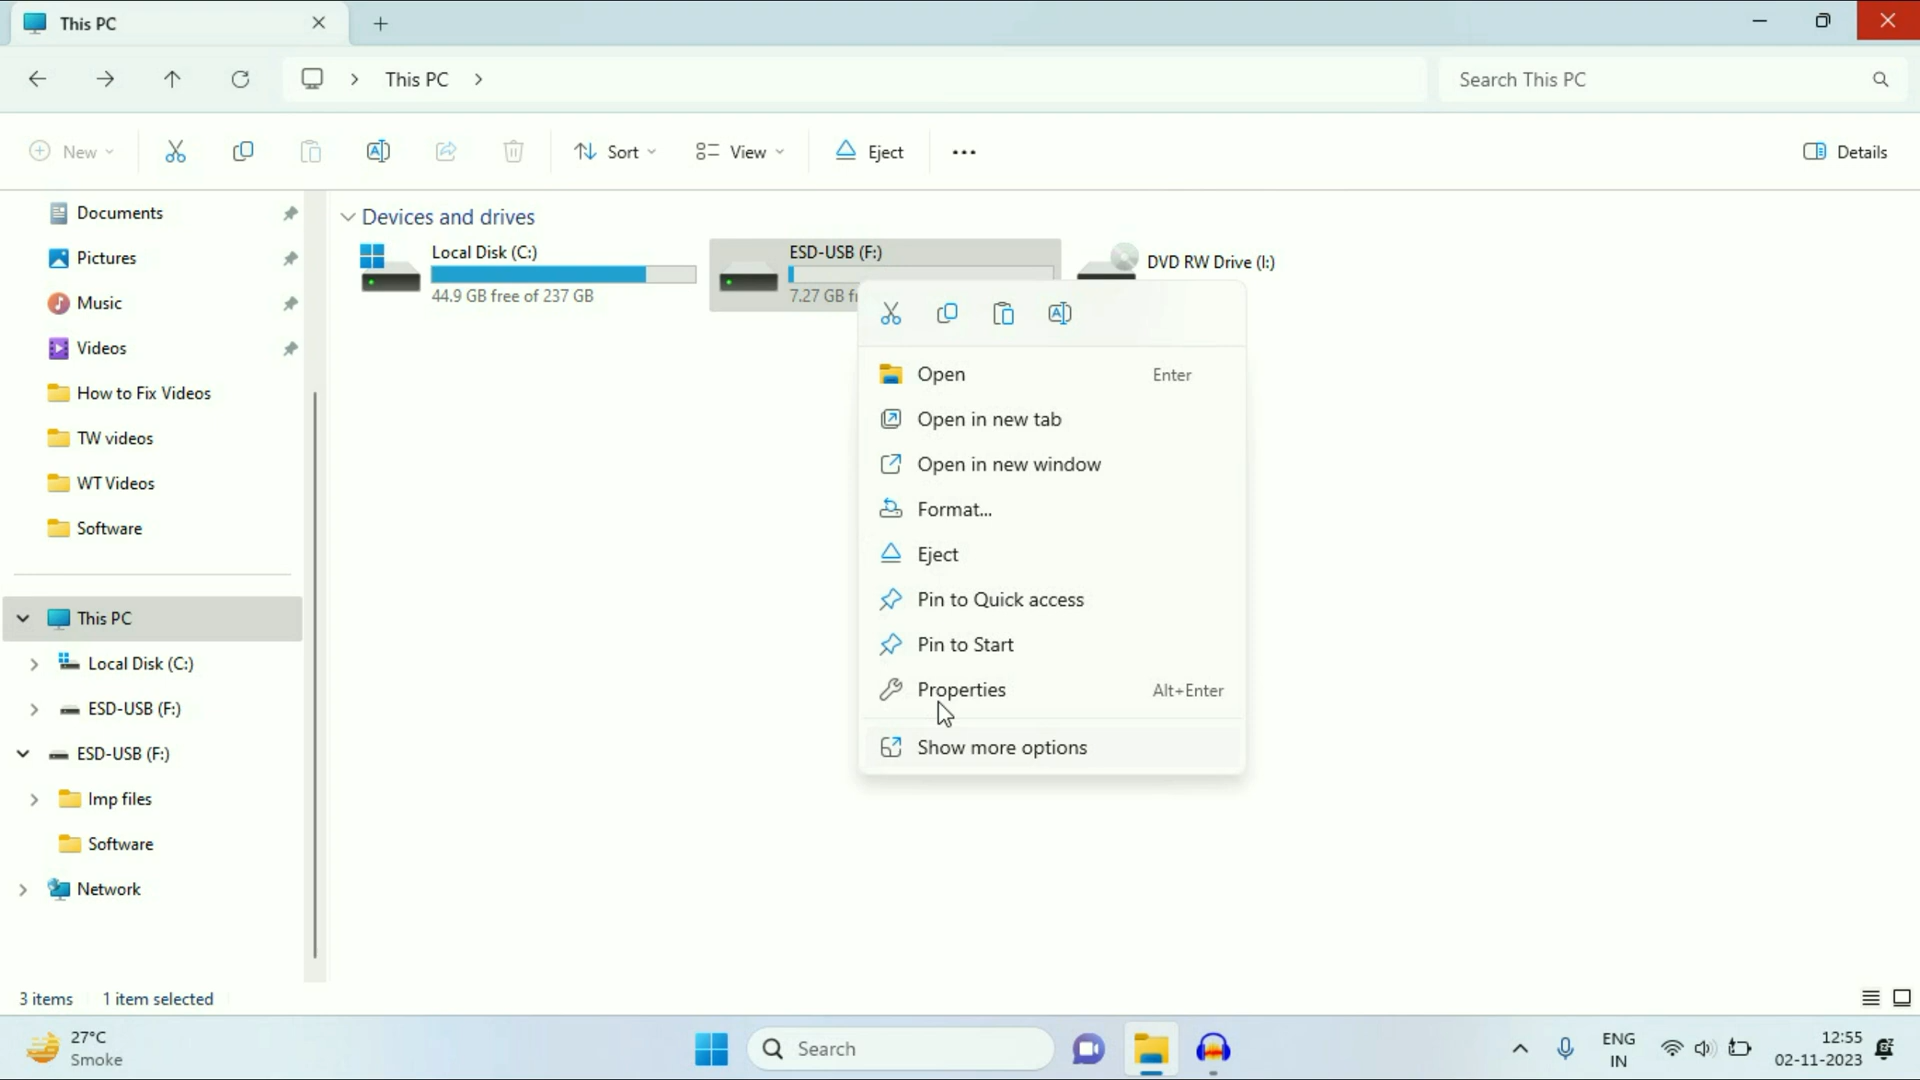 This PC
This PC
Search This PC
New
Sort
View
Eject
Details
Documents
Pictures
Music
Videos
How to Fix Videos
TW videos
WT Videos
Software
This PC
Local Disk (C:)
ESD-USB (F:)
ESD-USB (F:)
Imp files
Software
Network
Devices and drives
Local Disk (C:)
44.9 GB free of 237 GB
ESD-USB (F:)
7.27 GB fr
DVD RW Drive (I:)
Open Enter
Open in new tab
Open in new window
Format...
Eject
Pin to Quick access
Pin to Start
Properties Alt+Enter
Show more options
3 items 1 item selected
27°C
Smoke
Search
ENG
IN
12:55
02-11-2023